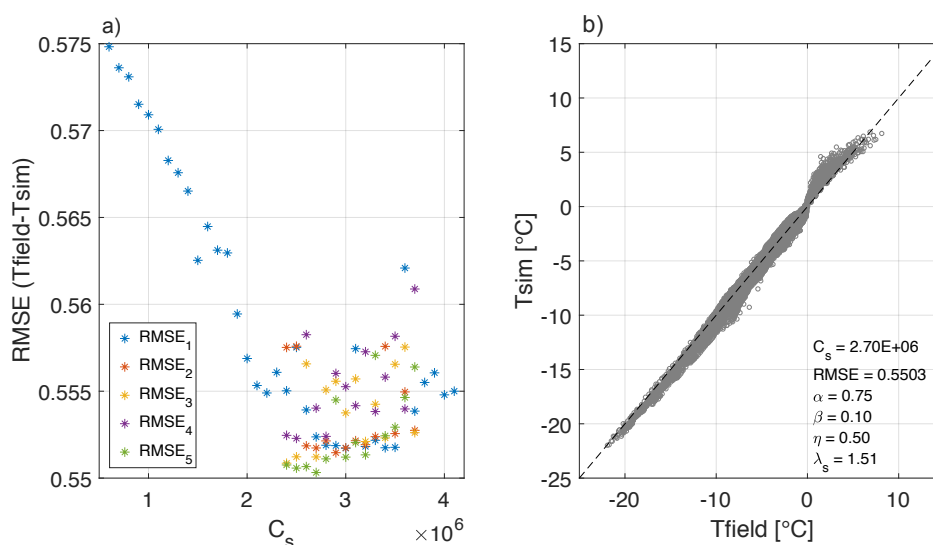 a)
0.575
0.57
0.565
0.56
0.555
0.55
RMSE (Tfield-Tsim)
RMSE₁
RMSE₂
RMSE₃
RMSE₄
RMSE₅
1 2 3 4
Cₛ
×10⁶
b)
15
10
5
0
-5
-10
-15
-20
-25
Tsim [°C]
Cₛ = 2.70E+06
RMSE = 0.5503
α = 0.75
β = 0.10
η = 0.50
λₛ = 1.51
-20 -10 0 10
Tfield [°C]